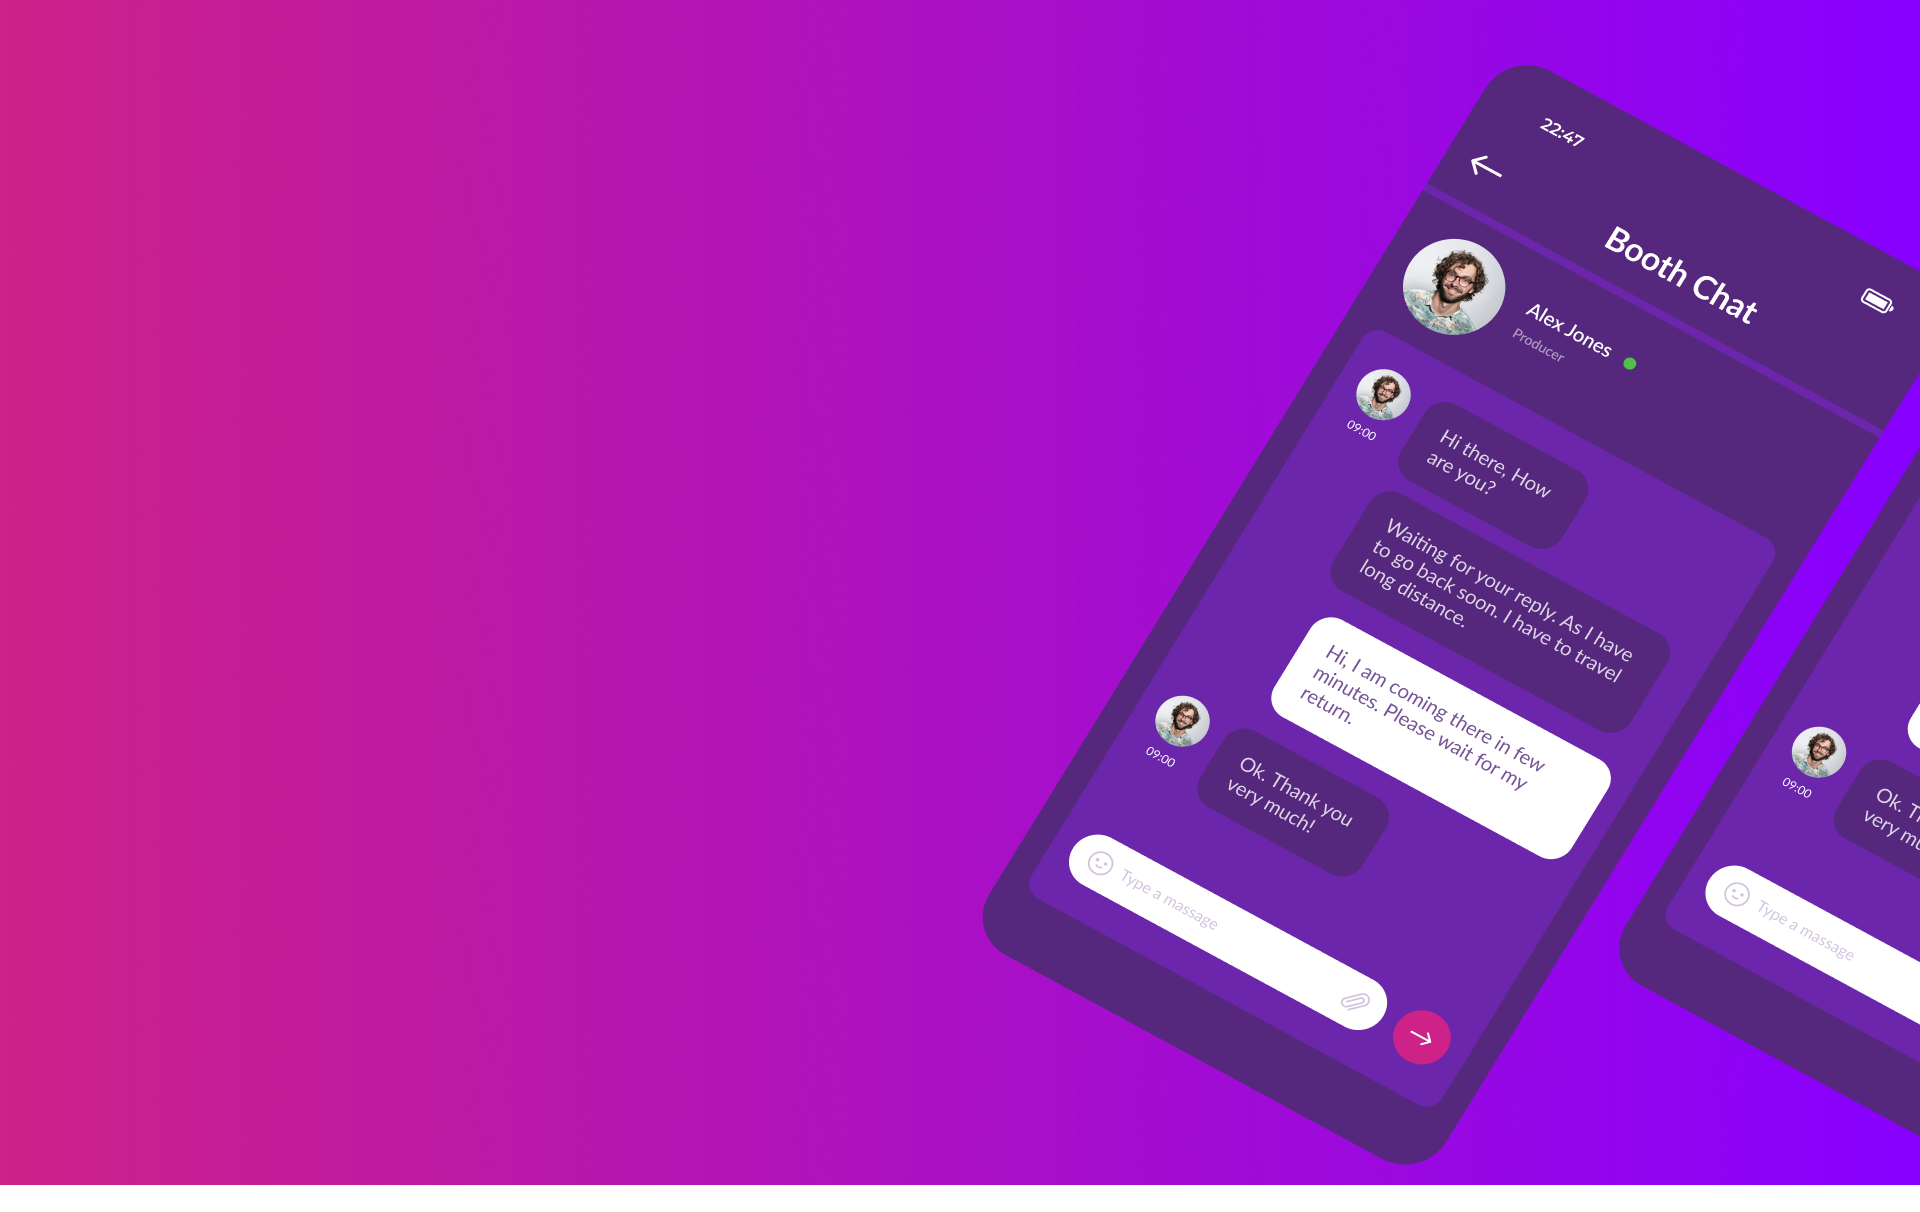 22:47
Booth Chat
Alex Jones
Producer
09:00
Hi there, How
are you?
Waiting for your reply. As I have
to go back soon. I have to travel
long distance.
Hi, I am coming there in few
minutes. Please wait for my
return.
09:00
Ok. Thank you
very much!
Type a massage
09:00
Ok.
very
Type a massage